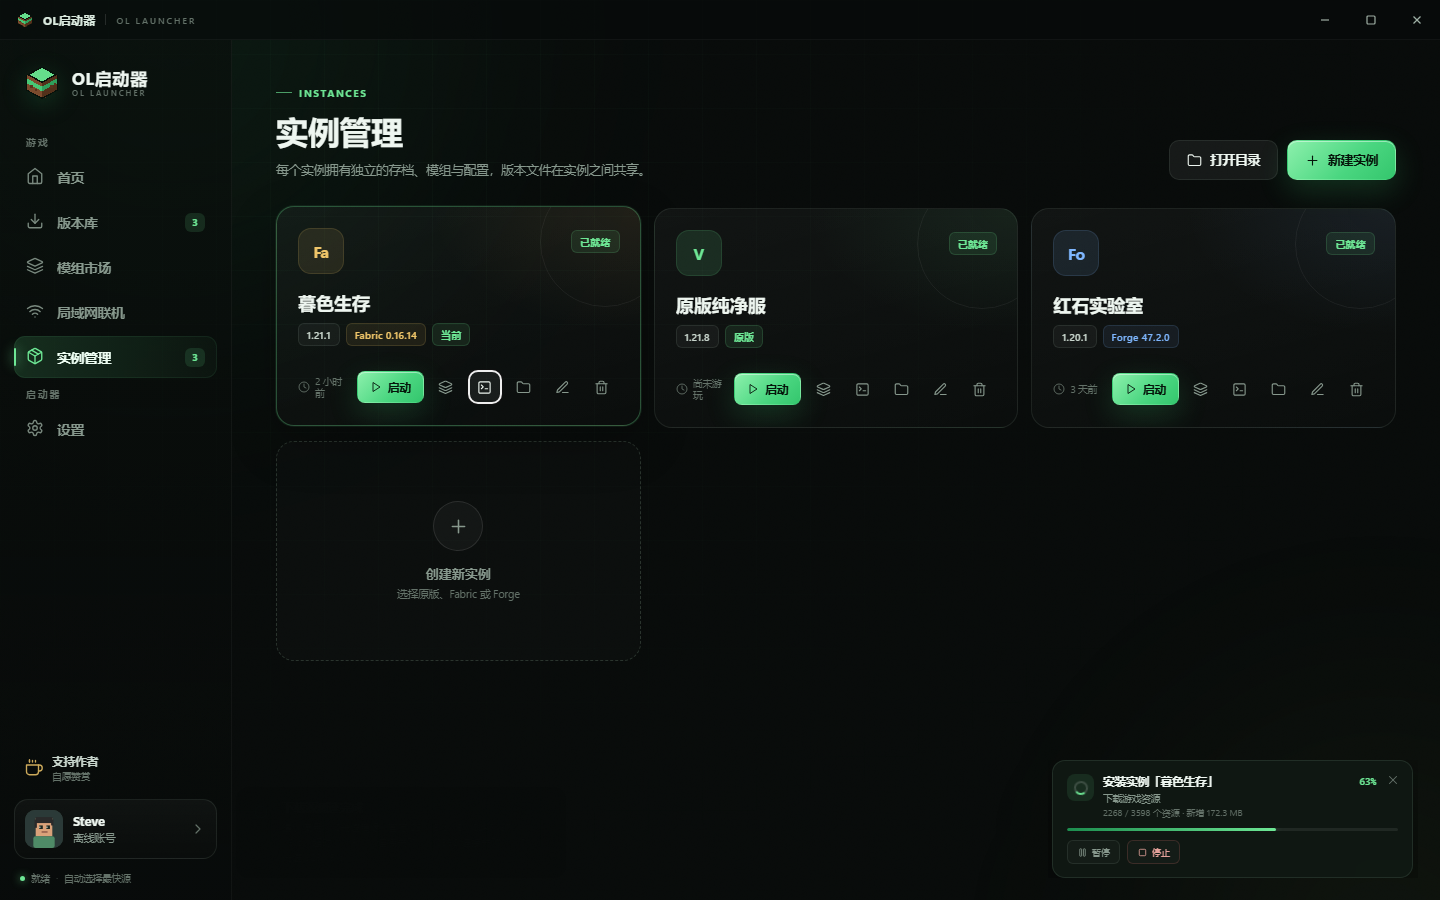 OL启动器 OL LAUNCHER
OL启动器
OL LAUNCHER
游戏
首页
版本库 3
模组市场
局域网联机
实例管理 3
启动器
设置
支持作者
自愿赞赏
Steve
离线账号
就绪 · 自动选择最快源
INSTANCES
实例管理
每个实例拥有独立的存档、模组与配置，版本文件在实例之间共享。
打开目录
新建实例
Fa
已就绪
暮色生存
1.21.1 Fabric 0.16.14 当前
2 小时
前
启动
V
已就绪
原版纯净服
1.21.8 原版
尚未游
玩
启动
Fo
已就绪
红石实验室
1.20.1 Forge 47.2.0
3 天前
启动
创建新实例
选择原版、Fabric 或 Forge
安装实例「暮色生存」 63%
下载游戏资源
2268 / 3598 个资源 · 新增 172.3 MB
暂停
停止